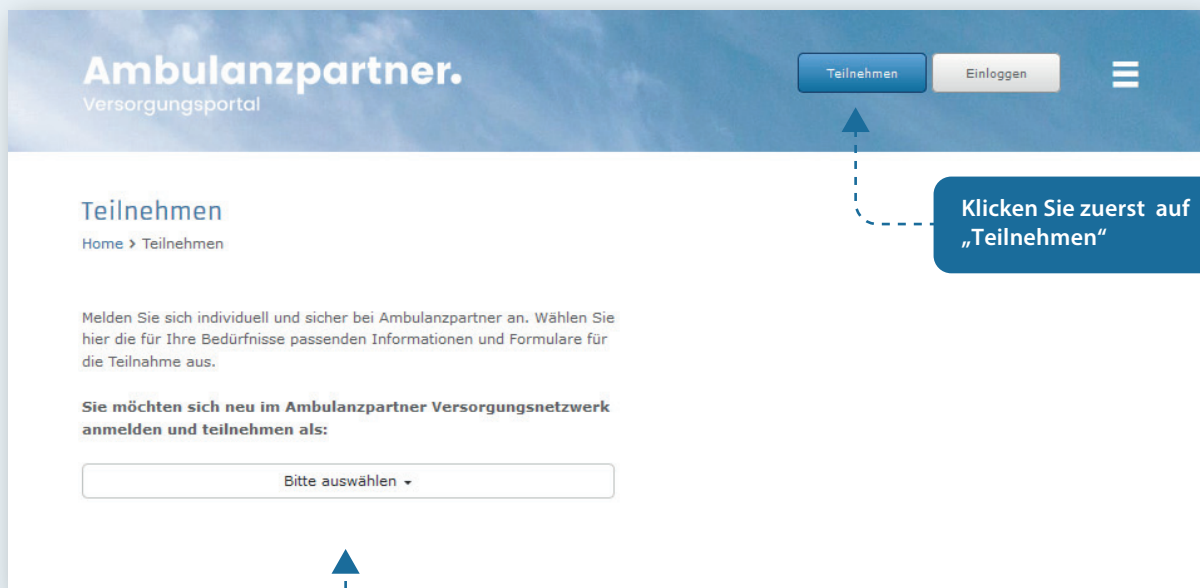 Ambulanzpartner.
Versorgungsportal
Teilnehmen
Einloggen
Klicken Sie zuerst auf
„Teilnehmen“
Teilnehmen
Home > Teilnehmen
Melden Sie sich individuell und sicher bei Ambulanzpartner an. Wählen Sie
hier die für Ihre Bedürfnisse passenden Informationen und Formulare für
die Teilnahme aus.
Sie möchten sich neu im Ambulanzpartner Versorgungsnetzwerk
anmelden und teilnehmen als:
Bitte auswählen